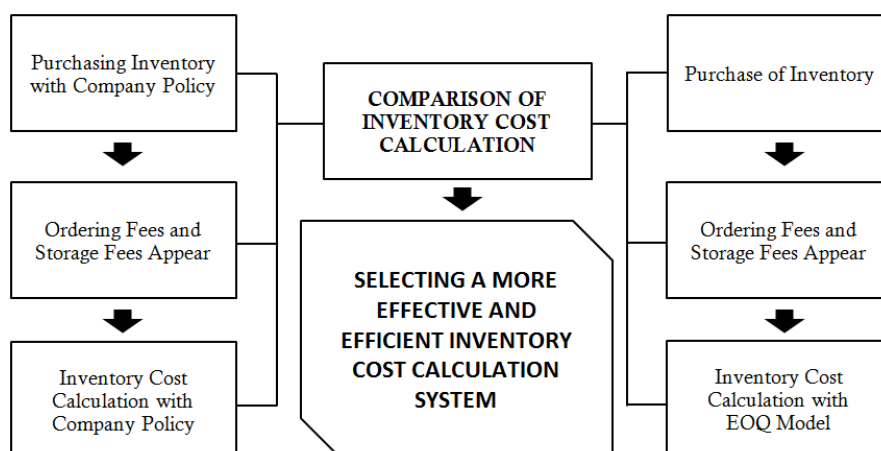 Purchasing Inventory
with Company Policy
Ordering Fees and
Storage Fees Appear
Inventory Cost
Calculation with
Company Policy
COMPARISON OF
INVENTORY COST
CALCULATION
SELECTING A MORE
EFFECTIVE AND
EFFICIENT INVENTORY
COST CALCULATION
SYSTEM
Purchase of Inventory
Ordering Fees and
Storage Fees Appear
Inventory Cost
Calculation with
EOQ Model